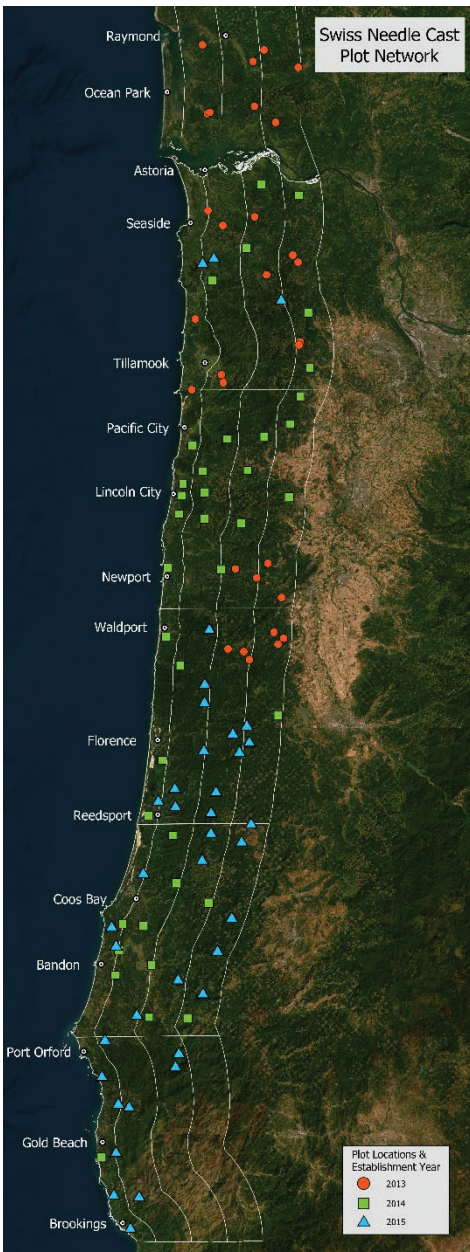 Swiss Needle Cast
Plot Network
Raymond
Ocean Park
Astoria
Seaside
Tillamook
Pacific City
Lincoln City
Newport
Waldport
Florence
Reedsport
Coos Bay
Bandon
Port Orford
Gold Beach
Brookings
Plot Locations &
Establishment Year
2013
2014
2015